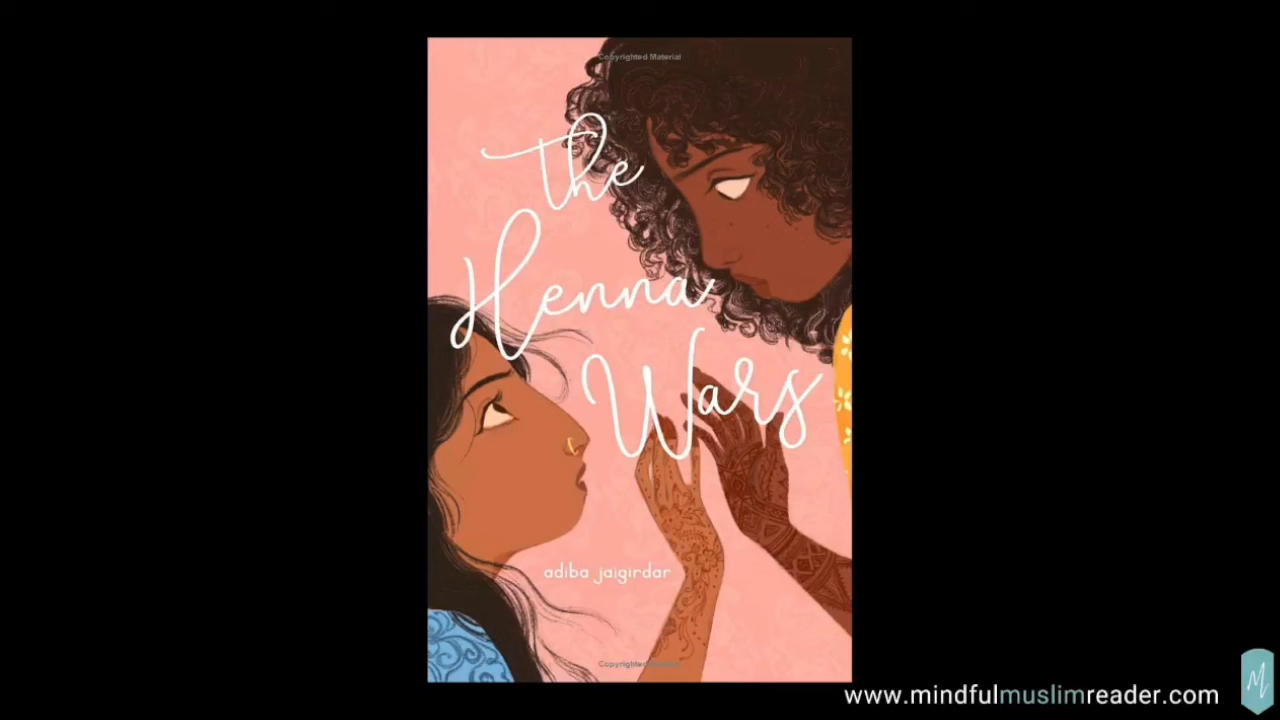 Copyrighted Material
the
Henna
Wars
adiba jaigirdar
Copyrighted Material
www.mindfulmuslimreader.com
M